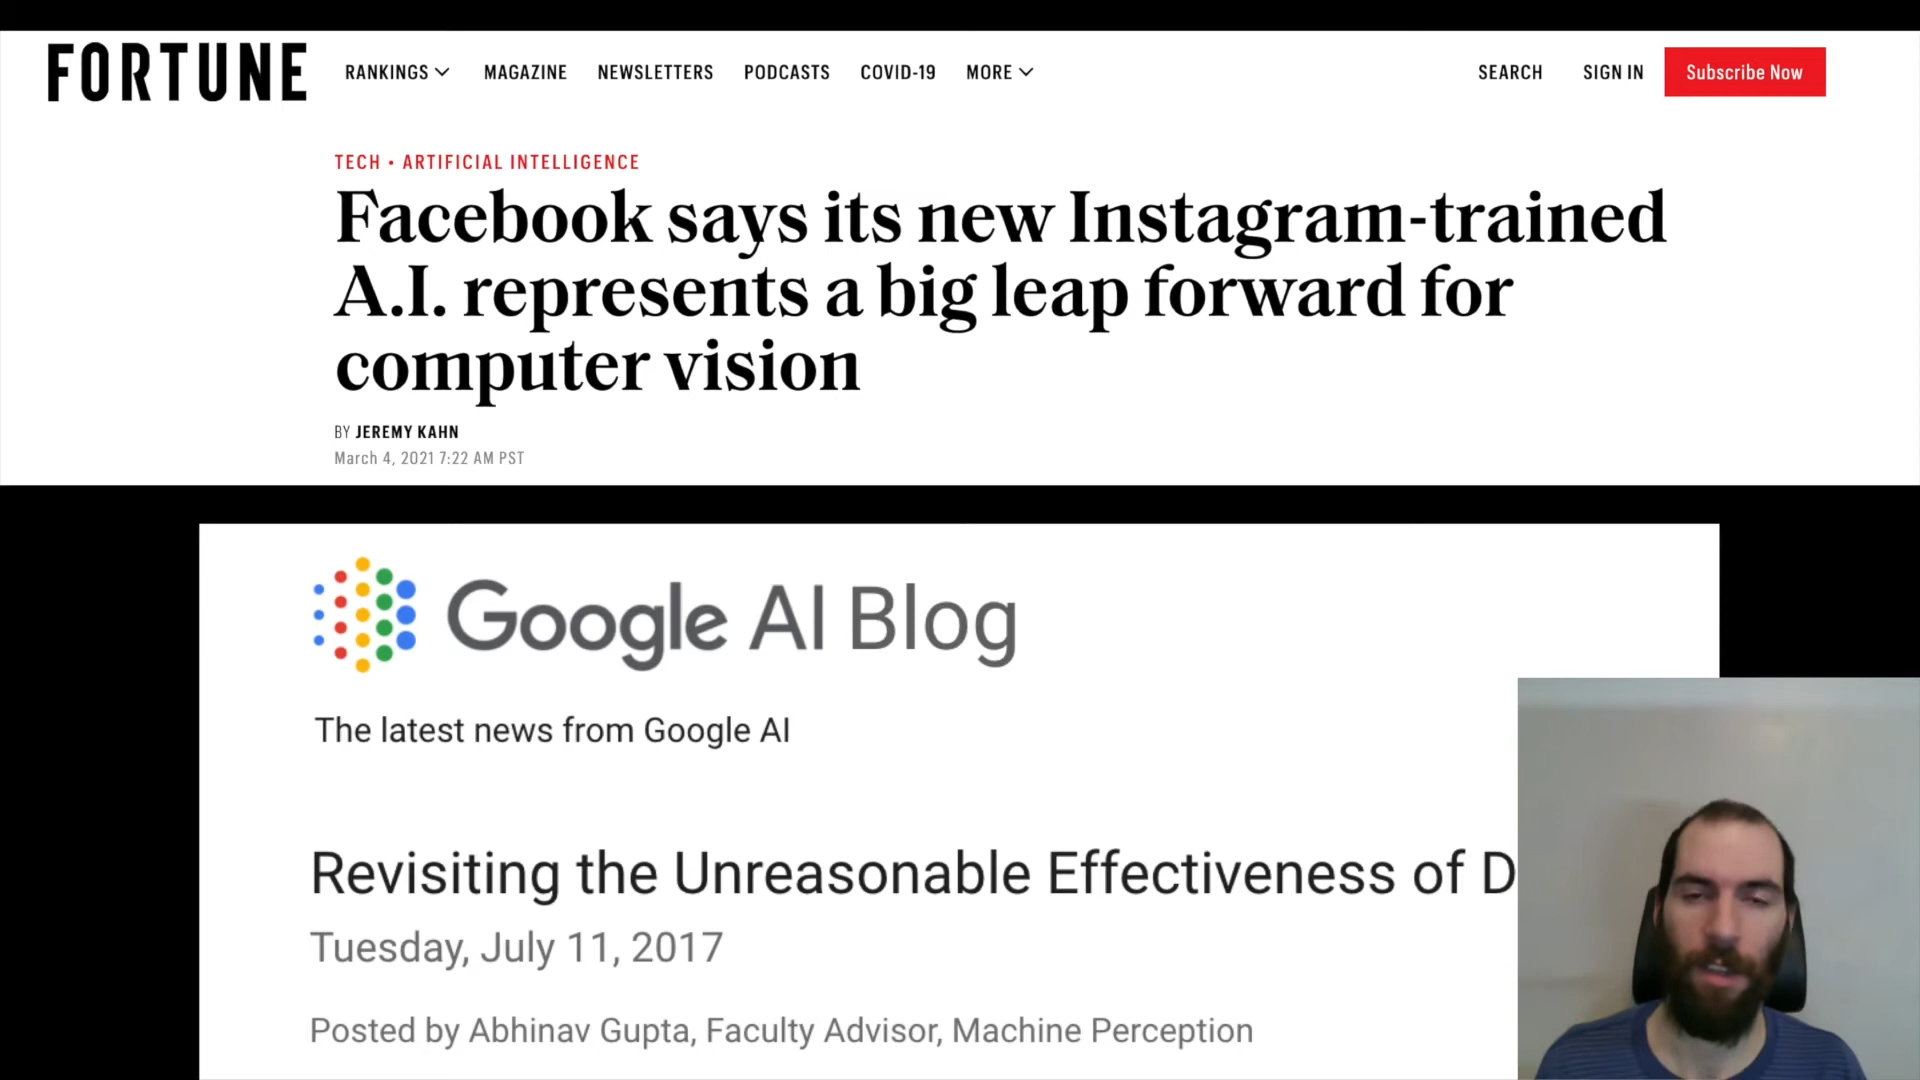 FORTUNE RANKINGS MAGAZINE NEWSLETTERS PODCASTS COVID-19 MORE SEARCH SIGN IN Subscribe Now
TECH • ARTIFICIAL INTELLIGENCE
Facebook says its new Instagram-trained
A.I. represents a big leap forward for
computer vision
BY JEREMY KAHN
March 4, 2021 7:22 AM PST
Google AI Blog
The latest news from Google AI
Revisiting the Unreasonable Effectiveness of
Tuesday, July 11, 2017
Posted by Abhinav Gupta, Faculty Advisor, Machine Perception